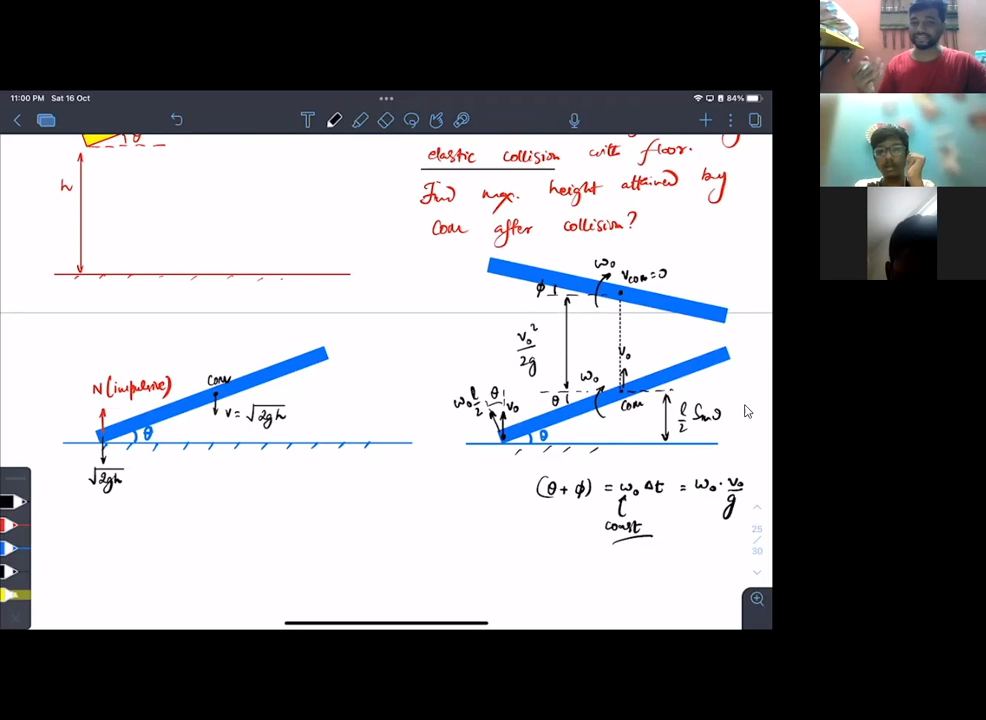 11:00 PM Sat 16 Oct
84%
θ
h
elastic collision with floor.
Find max. height attained by
Com after collision?
ω₀
V_com = 0
ϕ
v₀²/2g
v₀
ω₀
θ
Com
ω₀ l/2
θ
v₀
θ
l/2 Sinθ
N (impulsive)
Com
v = √2gh
θ
√2gh
(θ + ϕ) = ω₀ Δt = ω₀ · v₀/g
const
25
/
30